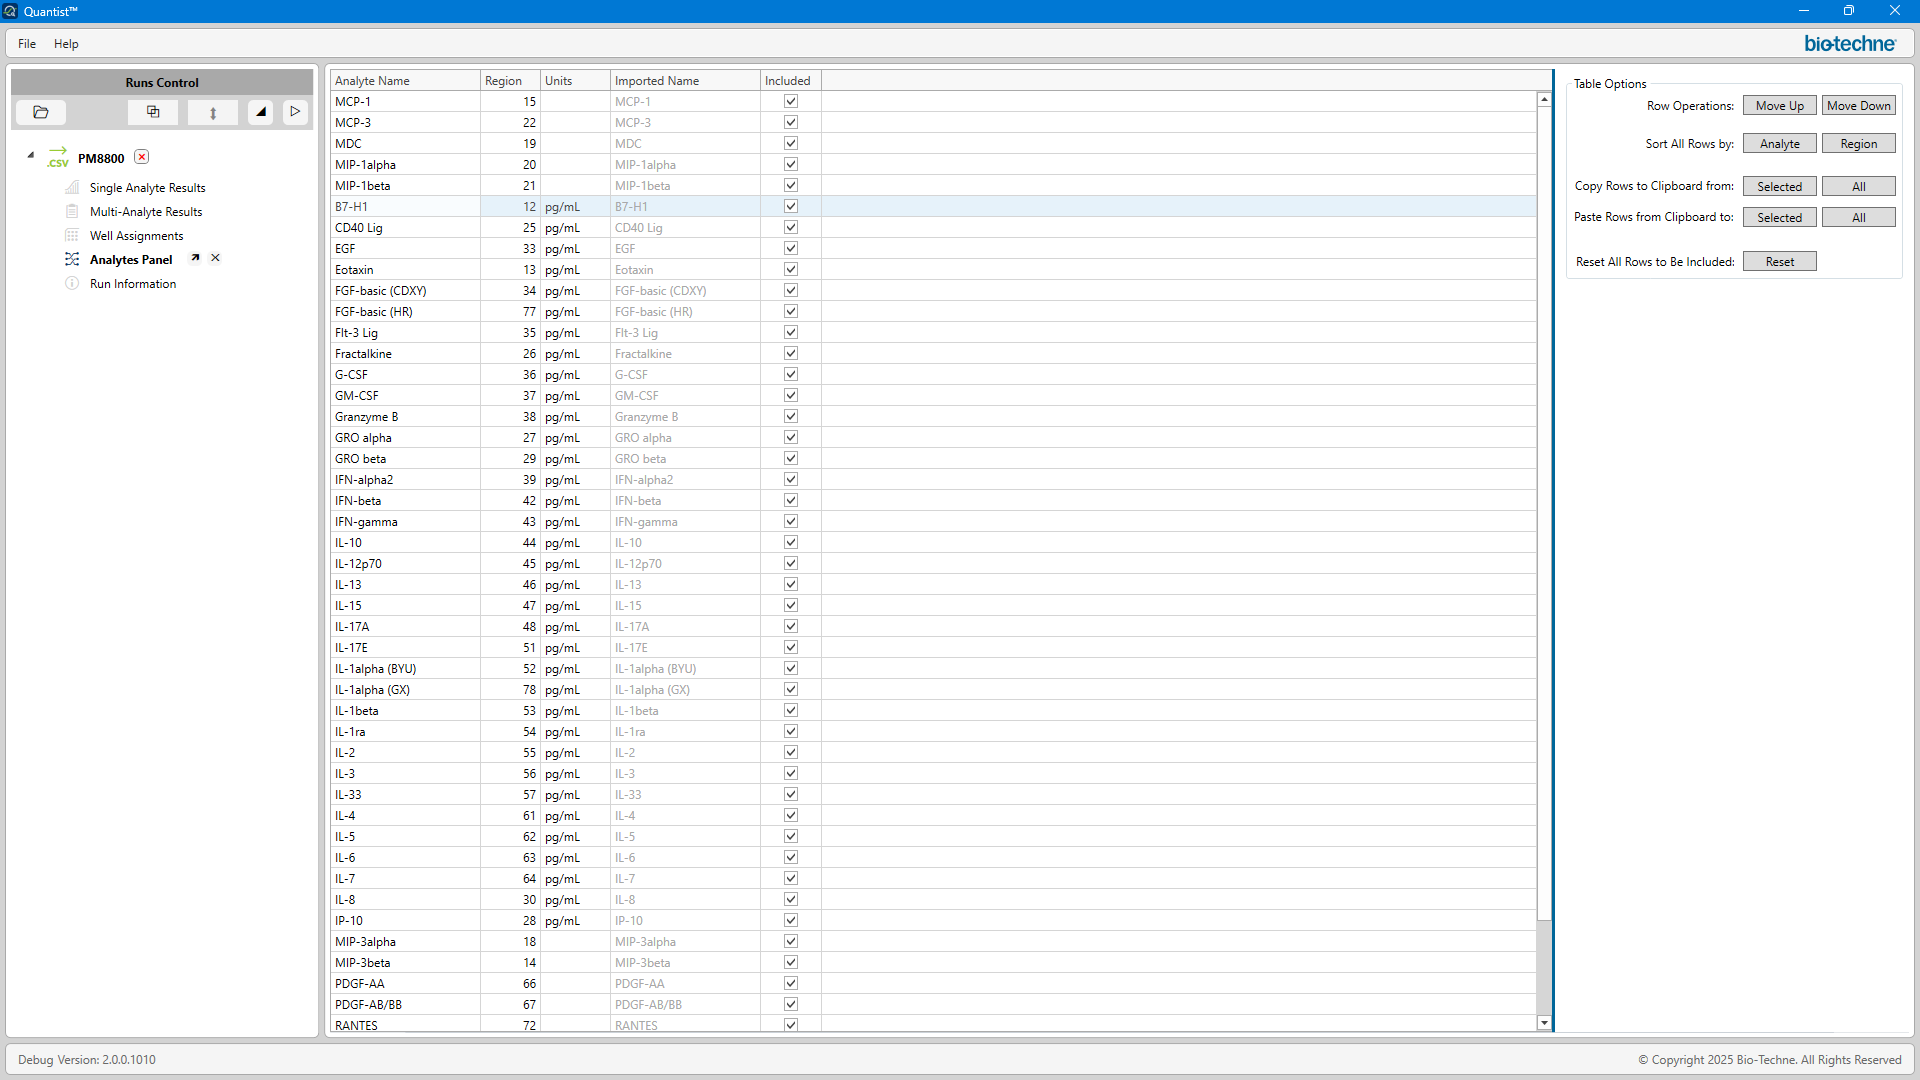 Quantist™
File Help
bio-techne
Runs Control
PM8800
.CSV
Single Analyte Results
Multi-Analyte Results
Well Assignments
Analytes Panel
Run Information
Analyte Name Region Units Imported Name Included
MCP-1 15 MCP-1
MCP-3 22 MCP-3
MDC 19 MDC
MIP-1alpha 20 MIP-1alpha
MIP-1beta 21 MIP-1beta
B7-H1 12 pg/mL B7-H1
CD40 Lig 25 pg/mL CD40 Lig
EGF 33 pg/mL EGF
Eotaxin 13 pg/mL Eotaxin
FGF-basic (CDXY) 34 pg/mL FGF-basic (CDXY)
FGF-basic (HR) 77 pg/mL FGF-basic (HR)
Flt-3 Lig 35 pg/mL Flt-3 Lig
Fractalkine 26 pg/mL Fractalkine
G-CSF 36 pg/mL G-CSF
GM-CSF 37 pg/mL GM-CSF
Granzyme B 38 pg/mL Granzyme B
GRO alpha 27 pg/mL GRO alpha
GRO beta 29 pg/mL GRO beta
IFN-alpha2 39 pg/mL IFN-alpha2
IFN-beta 42 pg/mL IFN-beta
IFN-gamma 43 pg/mL IFN-gamma
IL-10 44 pg/mL IL-10
IL-12p70 45 pg/mL IL-12p70
IL-13 46 pg/mL IL-13
IL-15 47 pg/mL IL-15
IL-17A 48 pg/mL IL-17A
IL-17E 51 pg/mL IL-17E
IL-1alpha (BYU) 52 pg/mL IL-1alpha (BYU)
IL-1alpha (GX) 78 pg/mL IL-1alpha (GX)
IL-1beta 53 pg/mL IL-1beta
IL-1ra 54 pg/mL IL-1ra
IL-2 55 pg/mL IL-2
IL-3 56 pg/mL IL-3
IL-33 57 pg/mL IL-33
IL-4 61 pg/mL IL-4
IL-5 62 pg/mL IL-5
IL-6 63 pg/mL IL-6
IL-7 64 pg/mL IL-7
IL-8 30 pg/mL IL-8
IP-10 28 pg/mL IP-10
MIP-3alpha 18 MIP-3alpha
MIP-3beta 14 MIP-3beta
PDGF-AA 66 PDGF-AA
PDGF-AB/BB 67 PDGF-AB/BB
RANTES 72 RANTES
Table Options
Row Operations: Move Up Move Down
Sort All Rows by: Analyte Region
Copy Rows to Clipboard from: Selected All
Paste Rows from Clipboard to: Selected All
Reset All Rows to Be Included: Reset
Debug Version: 2.0.0.1010
© Copyright 2025 Bio-Techne. All Rights Reserved